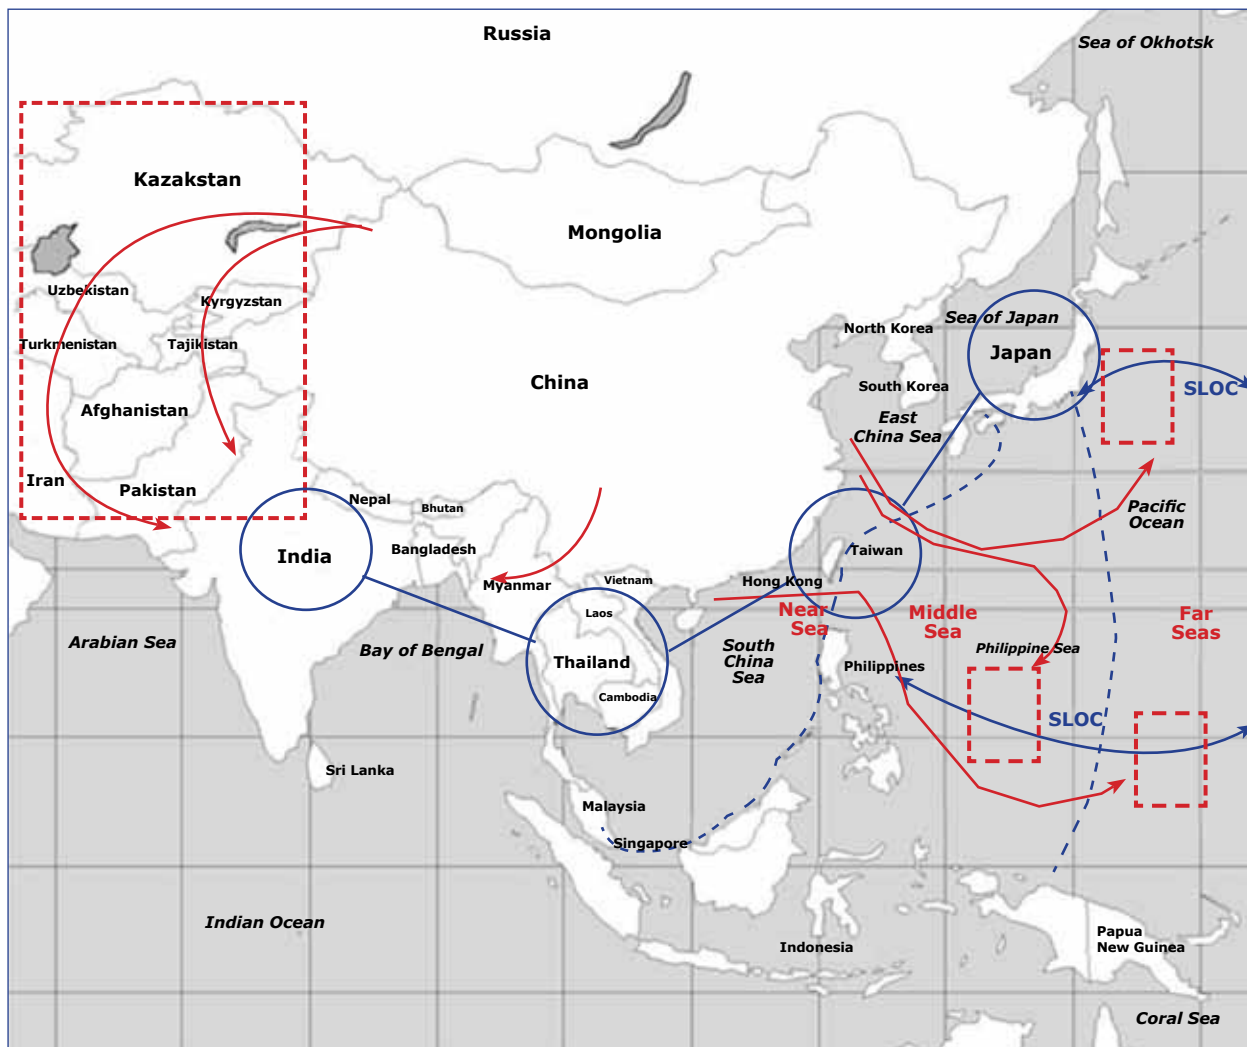 Russia
Sea of Okhotsk
Kazakstan
Mongolia
Uzbekistan
Kyrgyzstan
Sea of Japan
North Korea
Turkmenistan
Tajikistan
Japan
China
South Korea
SLOC
Afghanistan
East
China Sea
Iran
Pakistan
Nepal
Bhutan
Pacific
Ocean
India
Bangladesh
Taiwan
Myanmar
Vietnam
Hong Kong
Laos
Near
Sea
Middle
Sea
Far
Seas
Arabian Sea
Bay of Bengal
South
China
Sea
Philippine Sea
Thailand
Philippines
Cambodia
SLOC
Sri Lanka
Malaysia
Singapore
Indian Ocean
Indonesia
Papua
New Guinea
Coral Sea